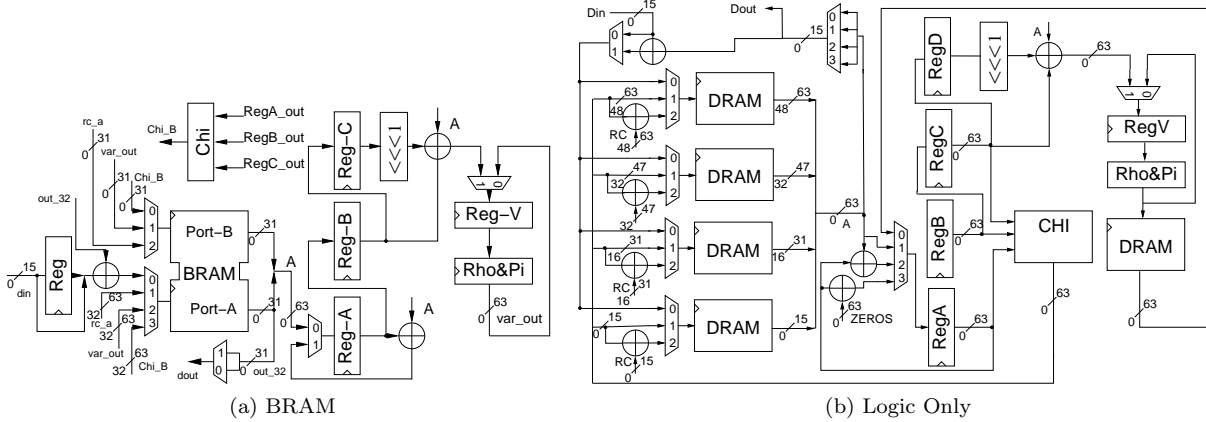 RegA_out
RegB_out
RegC_out
Chi
Chi_B
rc_a
0 31
var_out
0 31
Chi_B
0 31
out_32
0
1
2
Port-B
BRAM
Port-A
0 31
0 31
A
0 63
0 15
din
Reg
0
1
2
3
32 63
rc_a
32 63
var_out
32 63
Chi_B
dout
1
0
0 31
out_32
0
1
Reg-A
Reg-B
Reg-C
<<<1
A
A
0
1
Reg-V
Rho&Pi
0 63
var_out
(a) BRAM
Din
0 15
0
1
Dout
0 15
0
1
2
3
48 63
RC
48 63
0
1
2
DRAM
48 63
32 47
32 47
0
1
2
DRAM
32 47
16 31
RC
16 31
0
1
2
DRAM
16 31
0 15
RC
0 15
0
1
2
DRAM
0 15
0 63
A
0 63
ZEROS
0
1
2
3
RegA
0 63
RegB
0 63
RegC
0 63
RegD
<<<1
A
0 63
0
1
RegV
Rho&Pi
DRAM
0 63
CHI
0 63
(b) Logic Only